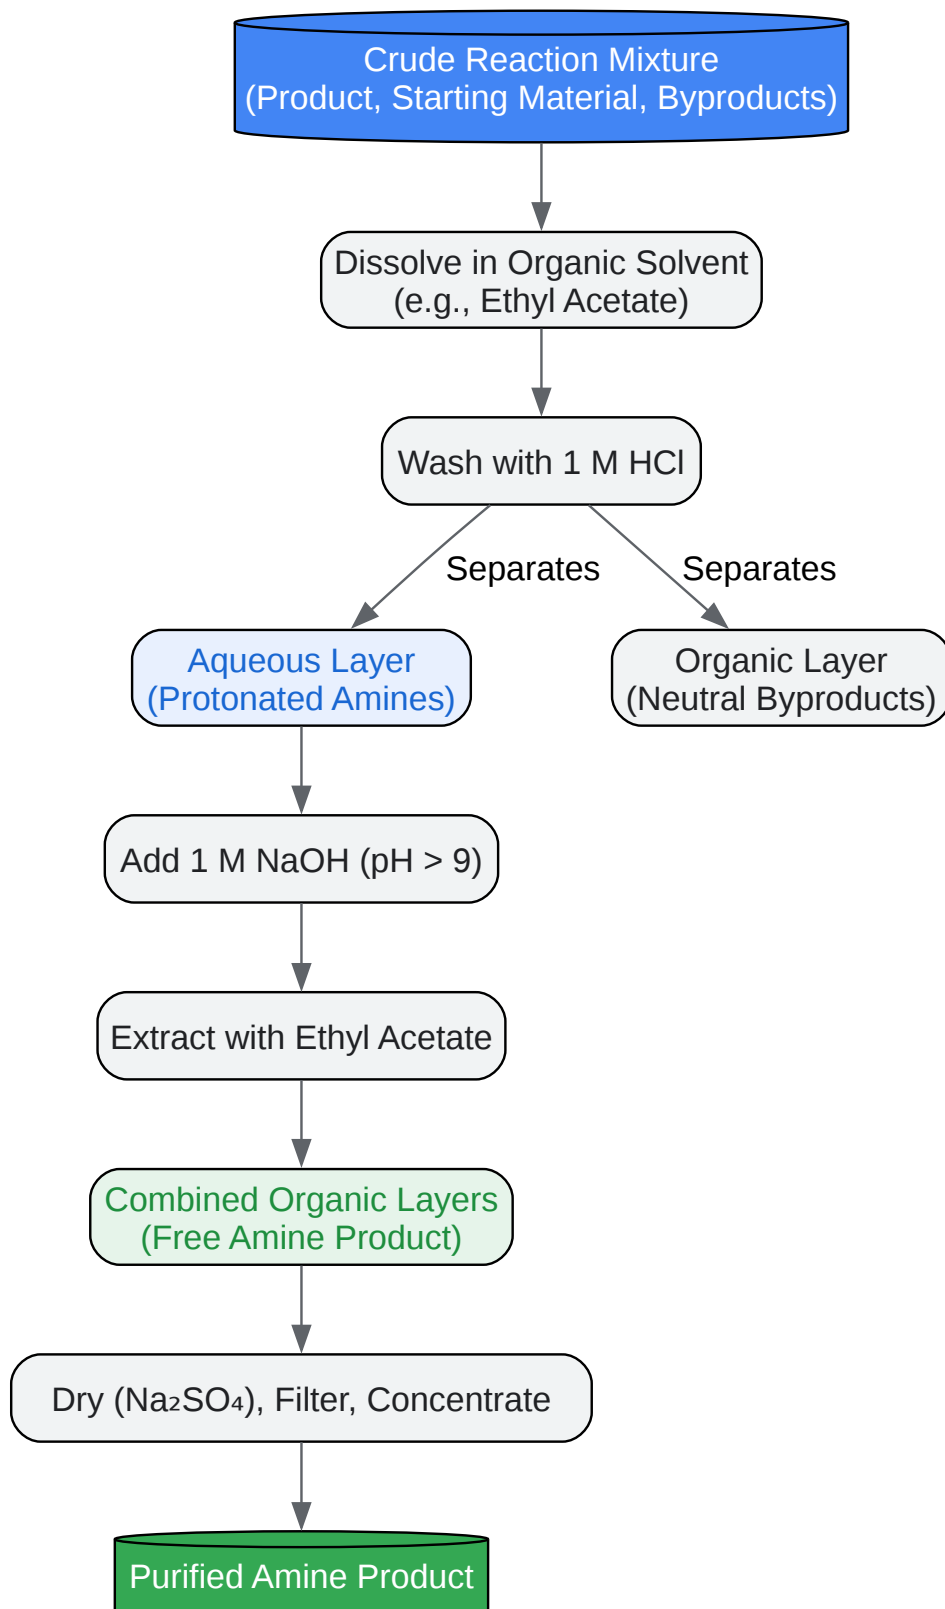 Crude Reaction Mixture
(Product, Starting Material, Byproducts)
Dissolve in Organic Solvent
(e.g., Ethyl Acetate)
Wash with 1 M HCl
Separates
Separates
Aqueous Layer
(Protonated Amines)
Organic Layer
(Neutral Byproducts)
Add 1 M NaOH (pH > 9)
Extract with Ethyl Acetate
Combined Organic Layers
(Free Amine Product)
Dry (Na₂SO₄), Filter, Concentrate
Purified Amine Product